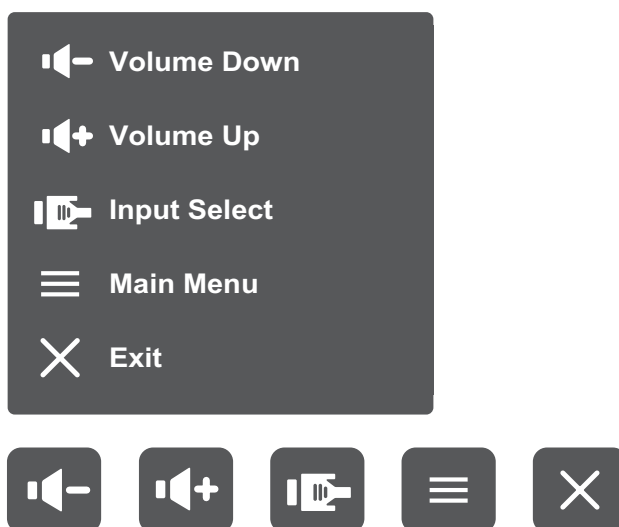 Volume Down
Volume Up
Input Select
Main Menu
Exit